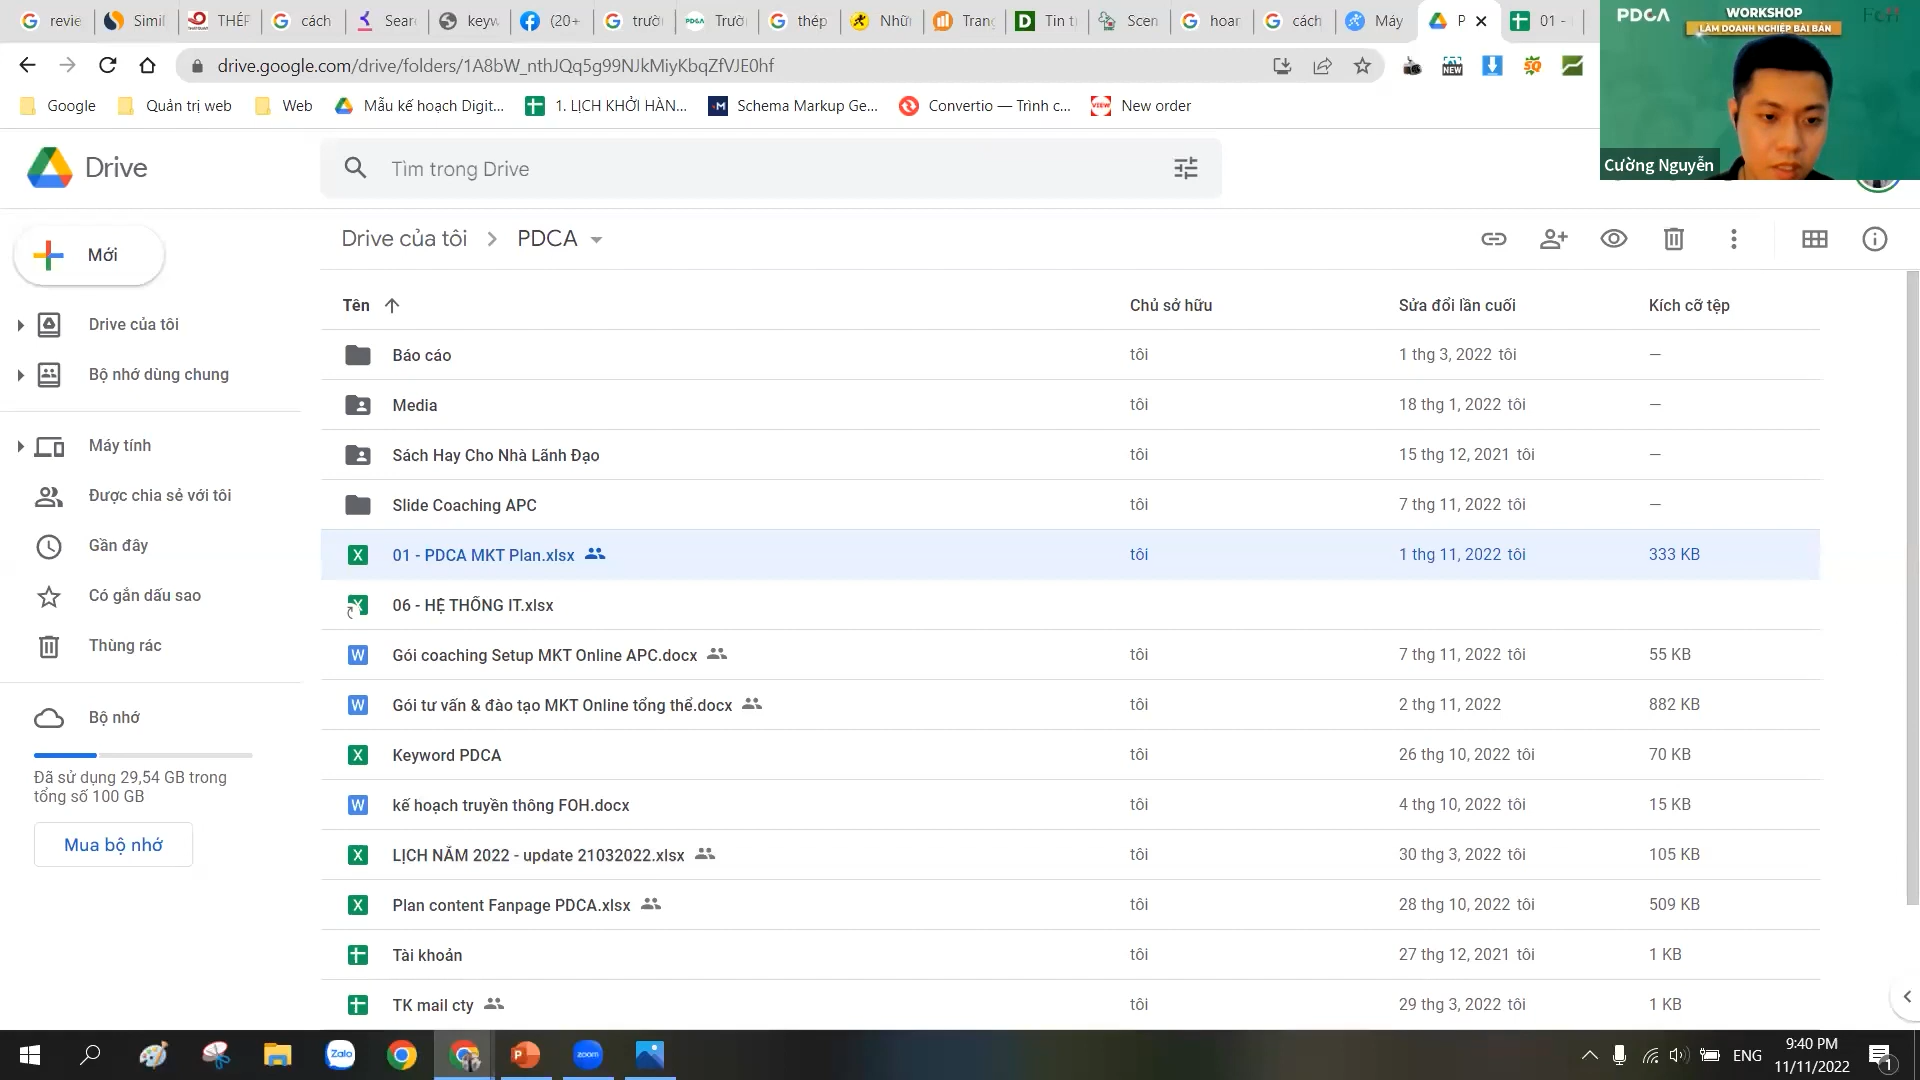 revie
Simil
THÉP
cách
Sear
keyw
(20+
trườ
Trườ
thép
Nhữ
Tran
Tin t
Scen
hoan
cách
Máy
P
01 -
drive.google.com/drive/folders/1A8bW_nthJQq5g99NJkMiyKbqZfVJE0hf
Google
Quản trị web
Web
Mẫu kế hoạch Digit...
1. LỊCH KHỞI HÀN...
Schema Markup Ge...
Convertio — Trình c...
New order
PDCA
WORKSHOP
LÀM DOANH NGHIỆP BÀI BẢN
Cường Nguyễn
Drive
Tìm trong Drive
Mới
Drive của tôi
Bộ nhớ dùng chung
Máy tính
Được chia sẻ với tôi
Gần đây
Có gắn dấu sao
Thùng rác
Bộ nhớ
Đã sử dụng 29,54 GB trong
tổng số 100 GB
Mua bộ nhớ
Drive của tôi > PDCA
Tên Chủ sở hữu Sửa đổi lần cuối Kích cỡ tệp
Báo cáo tôi 1 thg 3, 2022 tôi —
Media tôi 18 thg 1, 2022 tôi —
Sách Hay Cho Nhà Lãnh Đạo tôi 15 thg 12, 2021 tôi —
Slide Coaching APC tôi 7 thg 11, 2022 tôi —
01 - PDCA MKT Plan.xlsx tôi 1 thg 11, 2022 tôi 333 KB
06 - HỆ THỐNG IT.xlsx
Gói coaching Setup MKT Online APC.docx tôi 7 thg 11, 2022 tôi 55 KB
Gói tư vấn & đào tạo MKT Online tổng thể.docx tôi 2 thg 11, 2022 882 KB
Keyword PDCA tôi 26 thg 10, 2022 tôi 70 KB
kế hoạch truyền thông FOH.docx tôi 4 thg 10, 2022 tôi 15 KB
LỊCH NĂM 2022 - update 21032022.xlsx tôi 30 thg 3, 2022 tôi 105 KB
Plan content Fanpage PDCA.xlsx tôi 28 thg 10, 2022 tôi 509 KB
Tài khoản tôi 27 thg 12, 2021 tôi 1 KB
TK mail cty tôi 29 thg 3, 2022 tôi 1 KB
Zalo
zoom
ENG
9:40 PM
11/11/2022
1